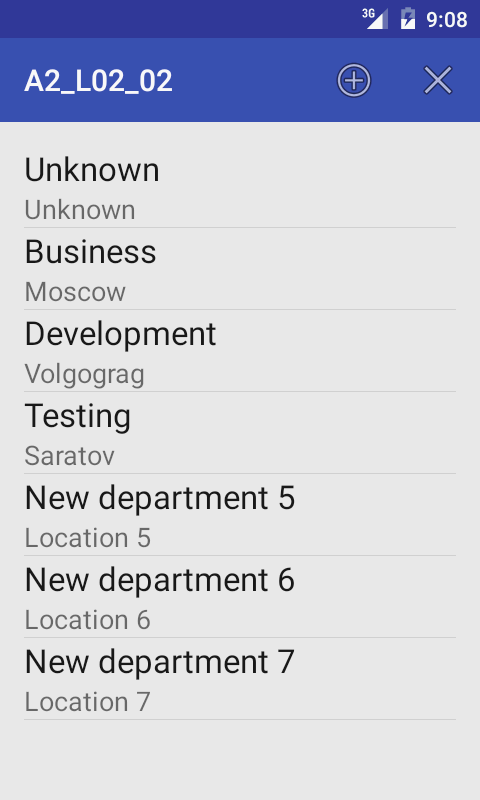 3G 9:08
A2_L02_02
Unknown
Unknown
Business
Moscow
Development
Volgograg
Testing
Saratov
New department 5
Location 5
New department 6
Location 6
New department 7
Location 7